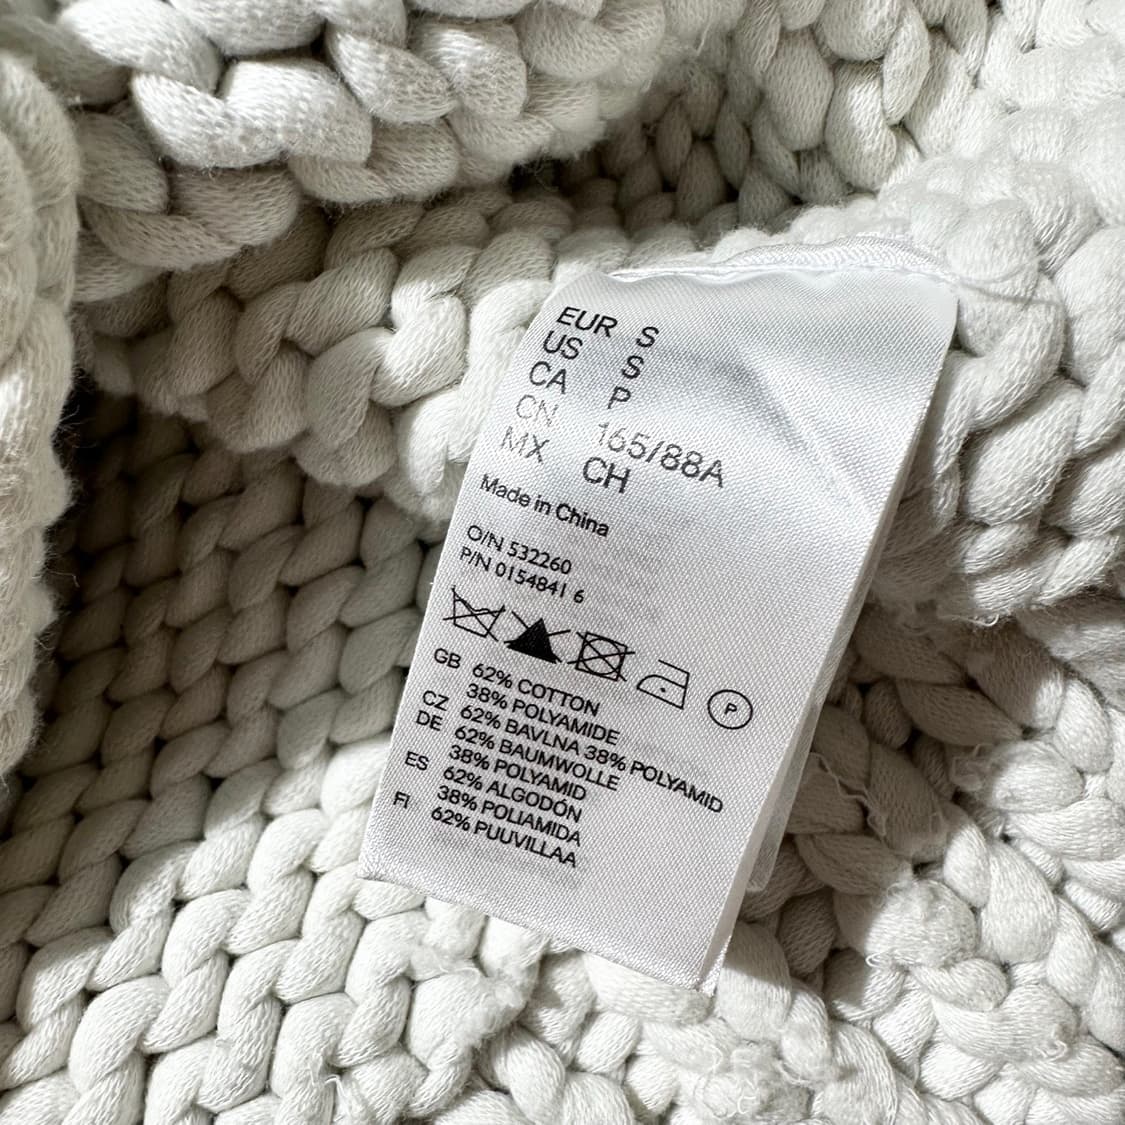 EUR S
US S
CA P
CN 165/88A
MX CH
Made in China
O/N 532260
P/N 0154841 6
P
GB 62% COTTON
38% POLYAMIDE
CZ 62% BAVLNA 38% POLYAMID
DE 62% BAUMWOLLE
38% POLYAMID
ES 62% ALGODÓN
38% POLIAMIDA
FI 62% PUUVILLAA